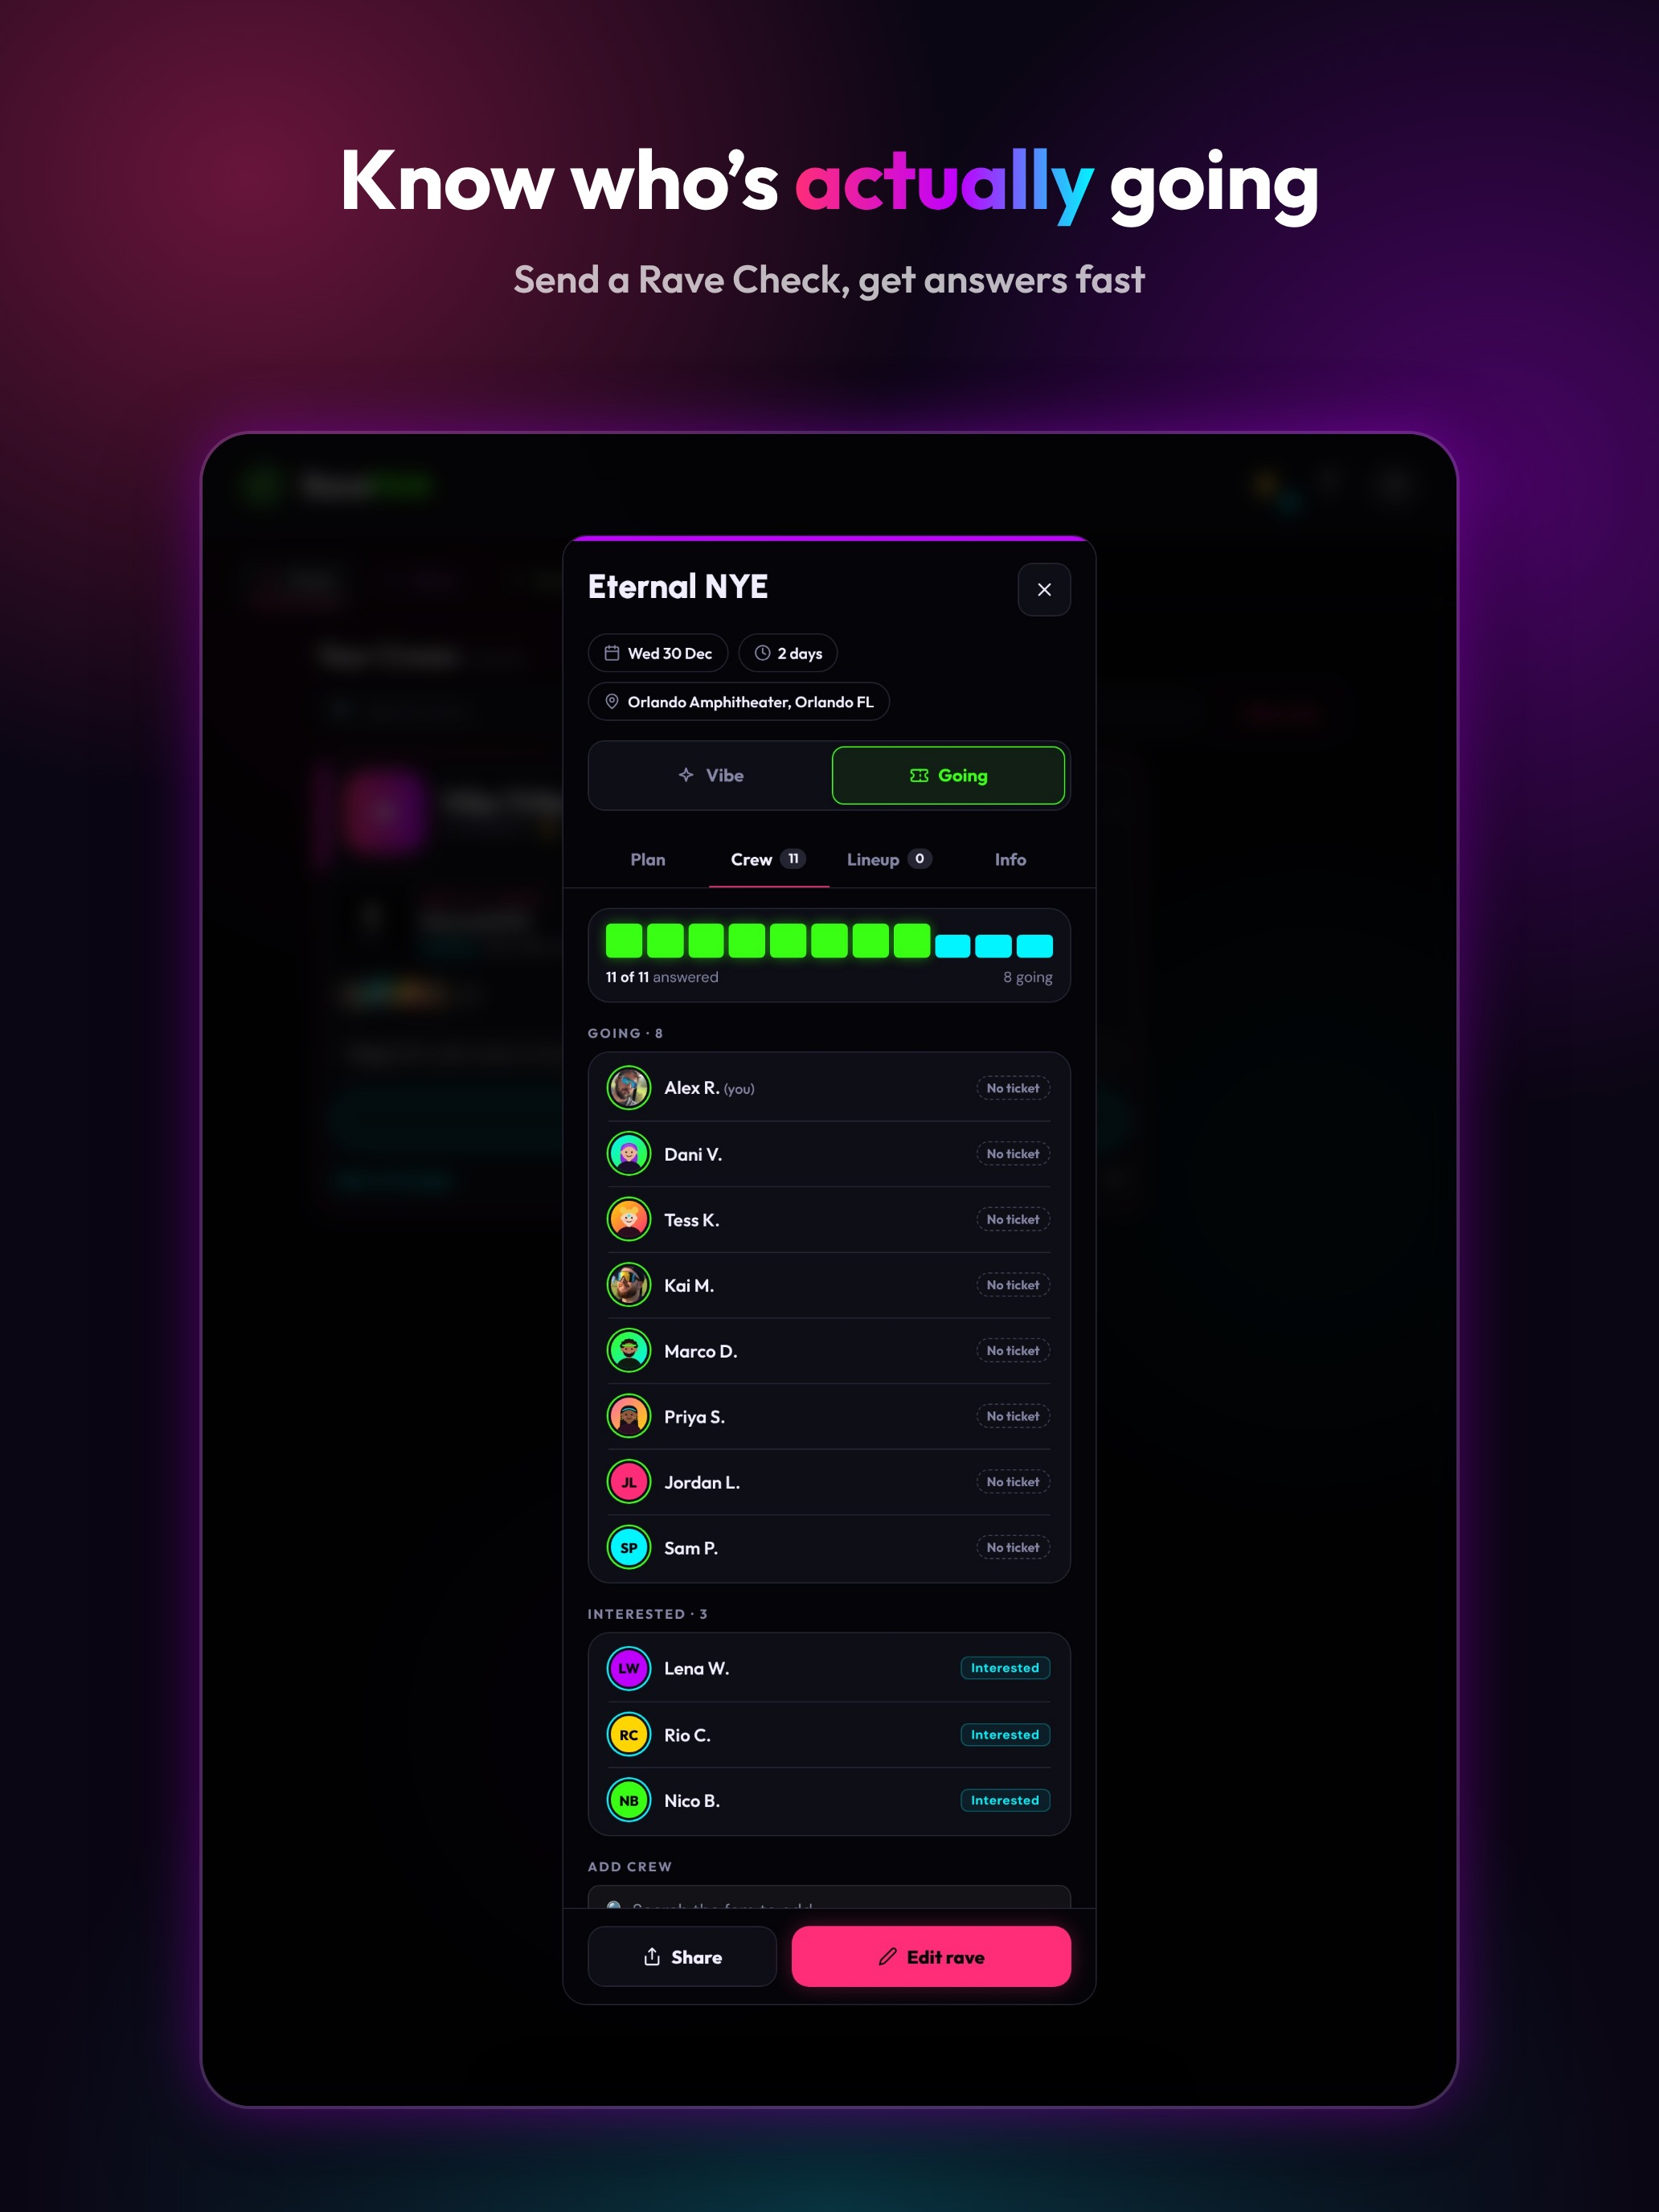 Know who's actually going
Send a Rave Check, get answers fast
Eternal NYE
Wed 30 Dec
2 days
Orlando Amphitheater, Orlando FL
Vibe
Going
Plan
Crew 11
Lineup 0
Info
11 of 11 answered
8 going
GOING · 8
Alex R. (you)
No ticket
Dani V.
No ticket
Tess K.
No ticket
Kai M.
No ticket
Marco D.
No ticket
Priya S.
No ticket
JL
Jordan L.
No ticket
SP
Sam P.
No ticket
INTERESTED · 3
LW
Lena W.
Interested
RC
Rio C.
Interested
NB
Nico B.
Interested
ADD CREW
Share
Edit rave